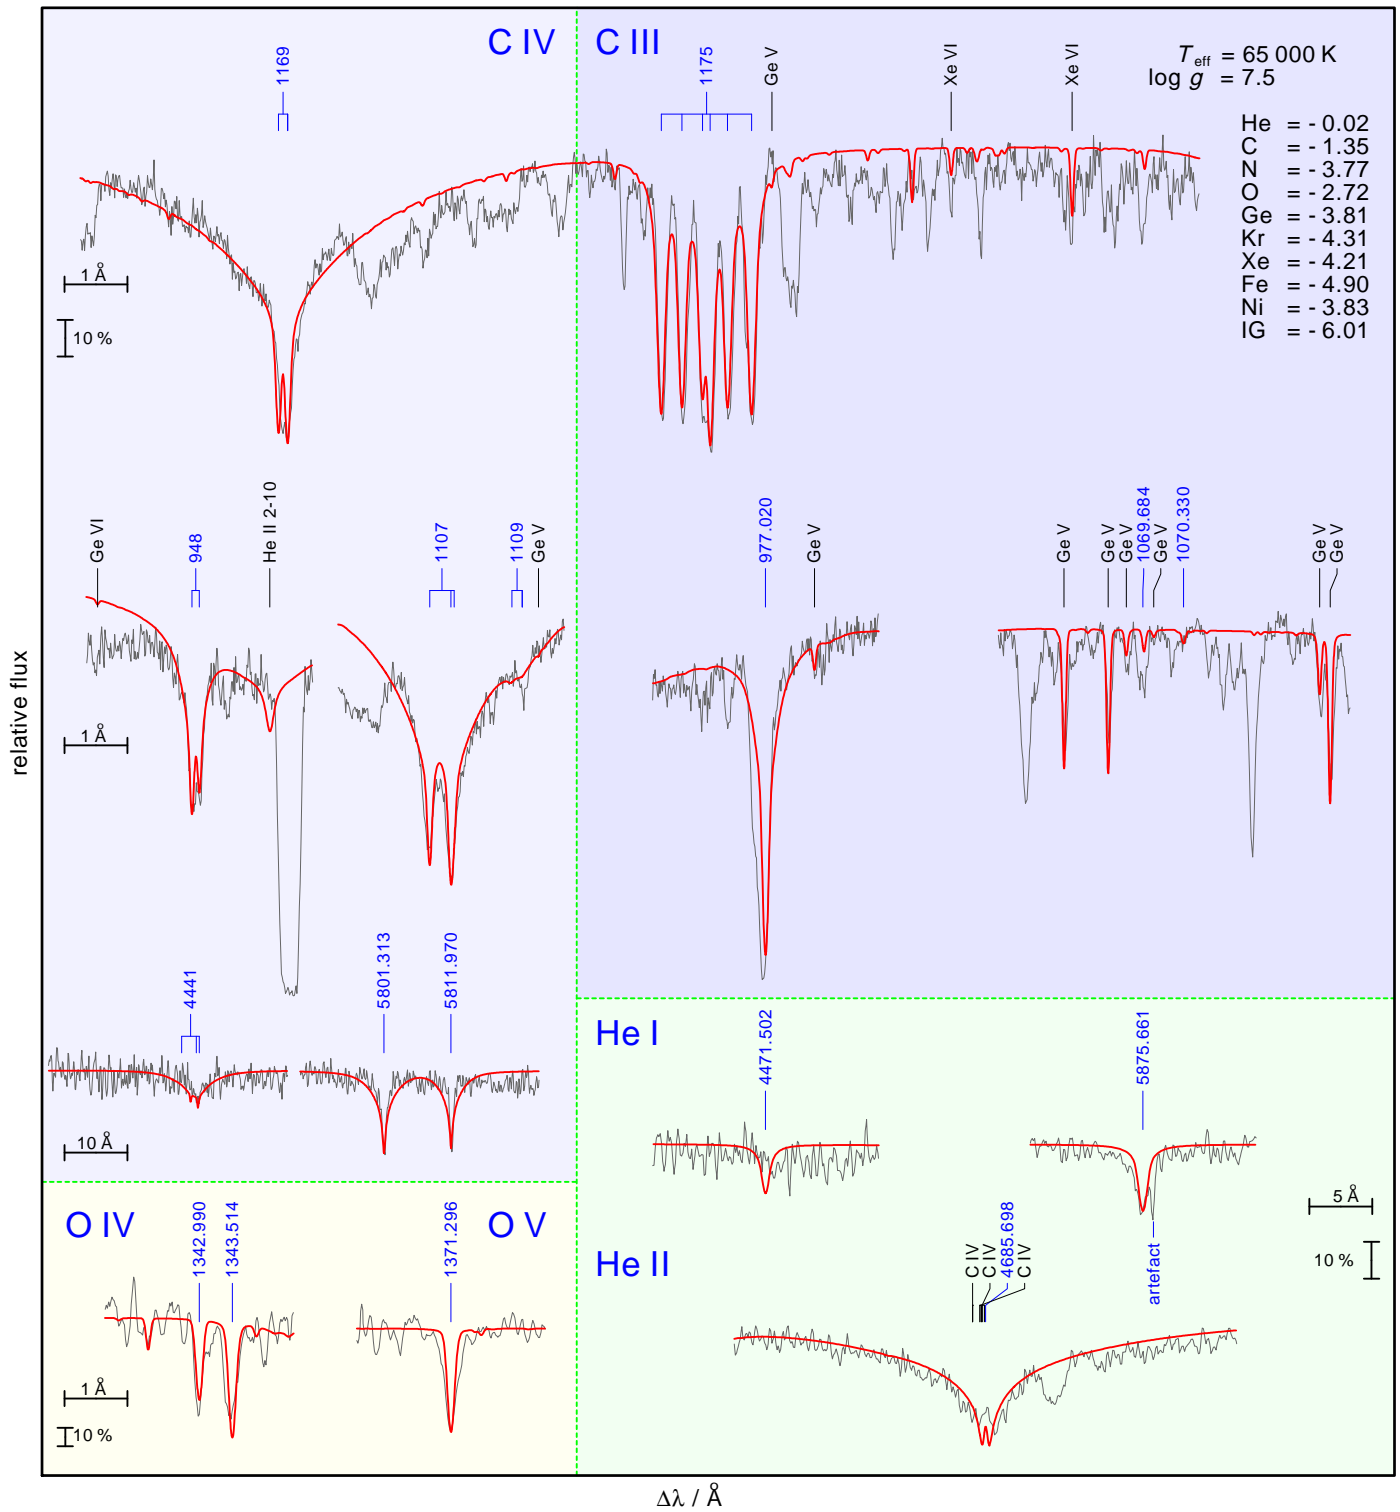 C IV
1169
1 Å
10 %
Ge VI
948
He II 2-10
1107
1109
Ge V
1 Å
4441
5801.313
5811.970
10 Å
C III
1175
Ge V
Xe VI
Xe VI
T eff = 65 000 K
log g = 7.5
He = - 0.02
C = - 1.35
N = - 3.77
O = - 2.72
Ge = - 3.81
Kr = - 4.31
Xe = - 4.21
Fe = - 4.90
Ni = - 3.83
IG = - 6.01
977.020
Ge V
Ge V
Ge V
Ge V
1069.684
Ge V
1070.330
Ge V
Ge V
He I
4471.502
5875.661
artefact
5 Å
10 %
He II
C IV
C IV
4685.698
C IV
O IV
1342.990
1343.514
O V
1371.296
1 Å
10 %
relative flux
Δλ / Å